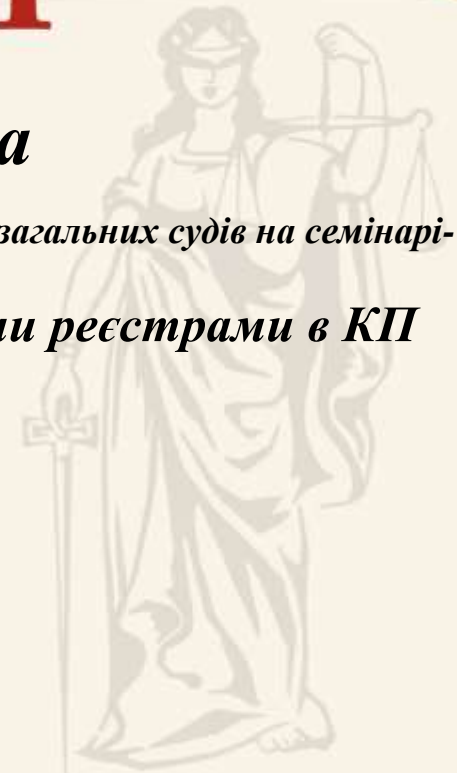 а
загальних судів на семінарі-
и реєстрами в КП